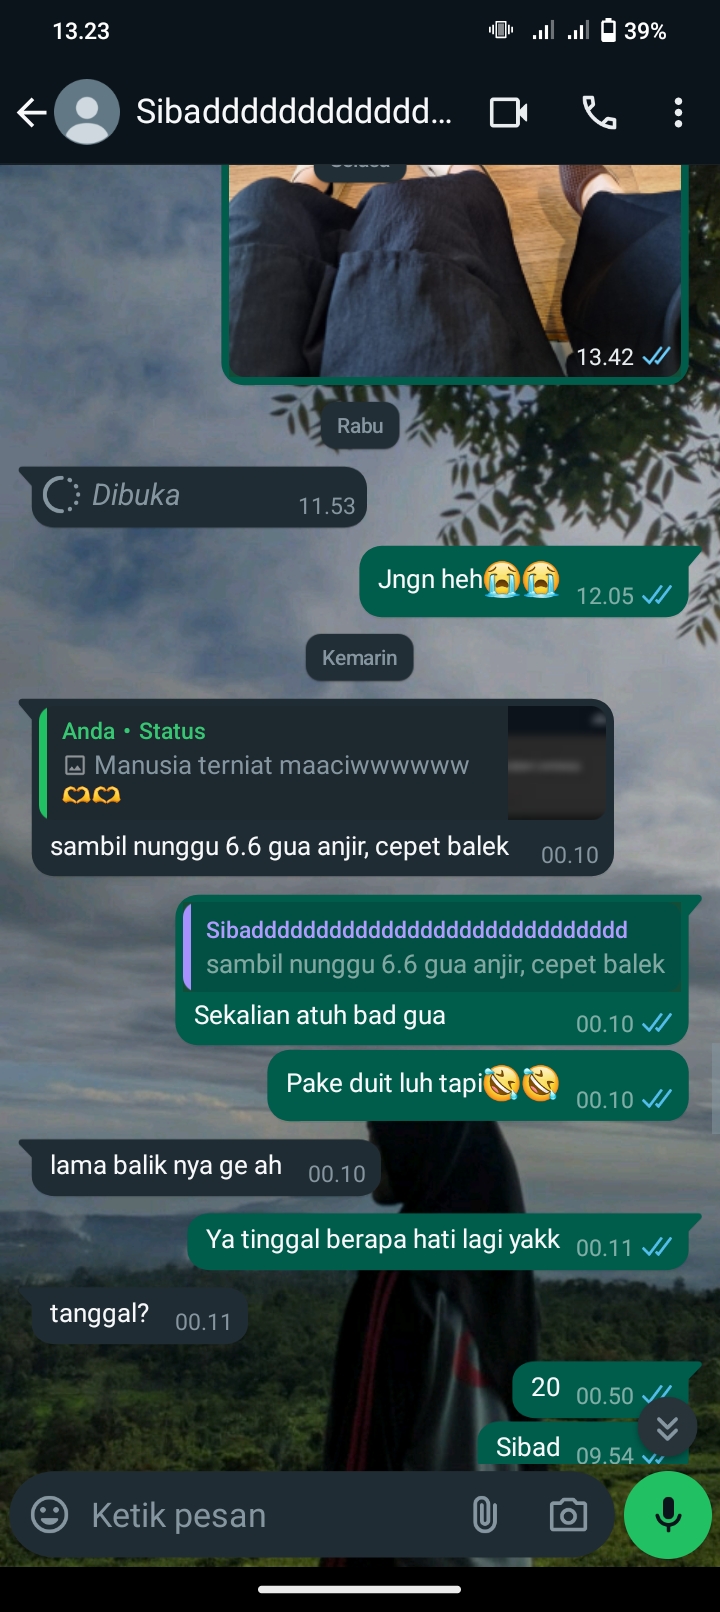 13.23
39%
Sibadddddddddddd...
13.42
Rabu
Dibuka
11.53
Jngn heh😭😭
12.05
Kemarin
Anda • Status
Manusia terniat maaciwwwwww
🫶🫶
sambil nunggu 6.6 gua anjir, cepet balek
00.10
Sibaddddddddddddddddddddddddddddd
sambil nunggu 6.6 gua anjir, cepet balek
Sekalian atuh bad gua
00.10
Pake duit luh tapi🤣🤣
00.10
lama balik nya ge ah
00.10
Ya tinggal berapa hati lagi yakk
00.11
tanggal?
00.11
20
00.50
Sibad
09.54
Ketik pesan